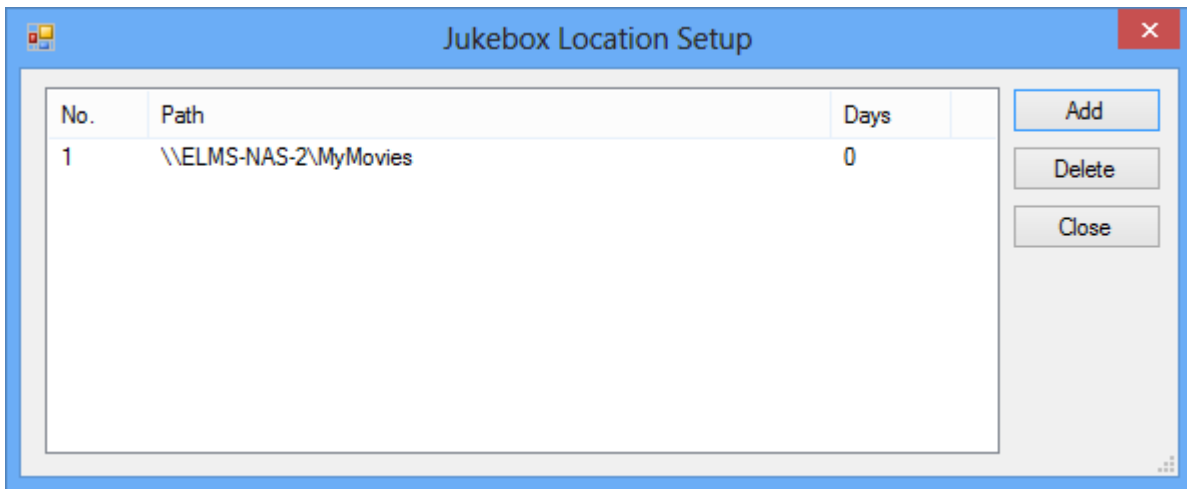 Jukebox Location Setup
No. Path Days
1 \\ELMS-NAS-2\MyMovies 0
Add
Delete
Close